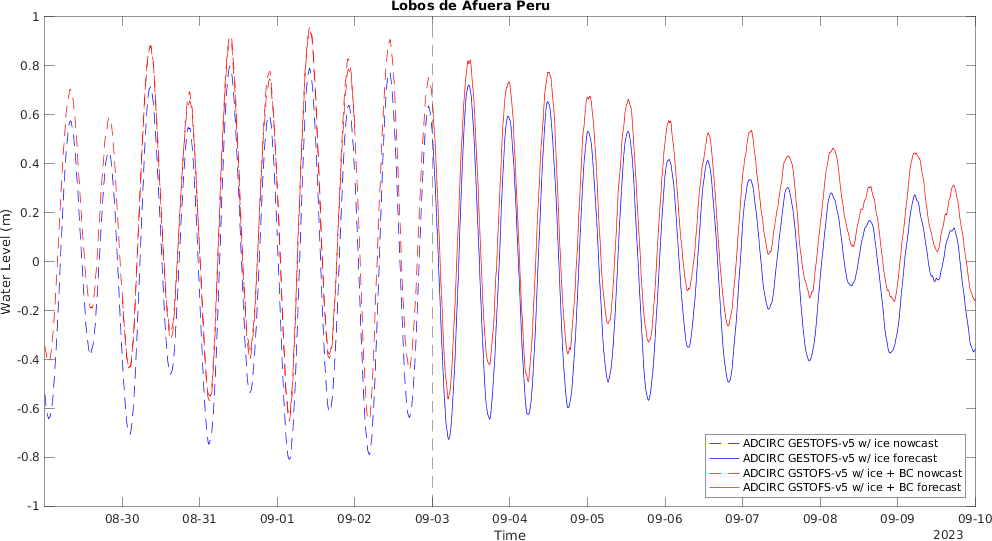 Lobos de Afuera Peru
1
0.8
0.6
0.4
0.2
0
-0.2
-0.4
-0.6
-0.8
-1
Water Level (m)
ADCIRC GESTOFS-v5 w/ ice nowcast
ADCIRC GESTOFS-v5 w/ ice forecast
ADCIRC GSTOFS-v5 w/ ice + BC nowcast
ADCIRC GSTOFS-v5 w/ ice + BC forecast
08-30 08-31 09-01 09-02 09-03 09-04 09-05 09-06 09-07 09-08 09-09 09-10
Time
2023